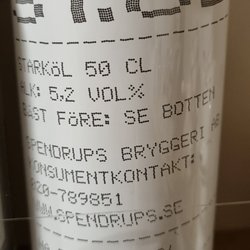 STARKÖL 50 CL
ALK: 5,2 VOL%
BÄST FÖRE: SE BOTTEN
SPENDRUPS BRYGGERI AB
KONSUMENTKONTAKT:
020-789851
WWW.SPENDRUPS.SE